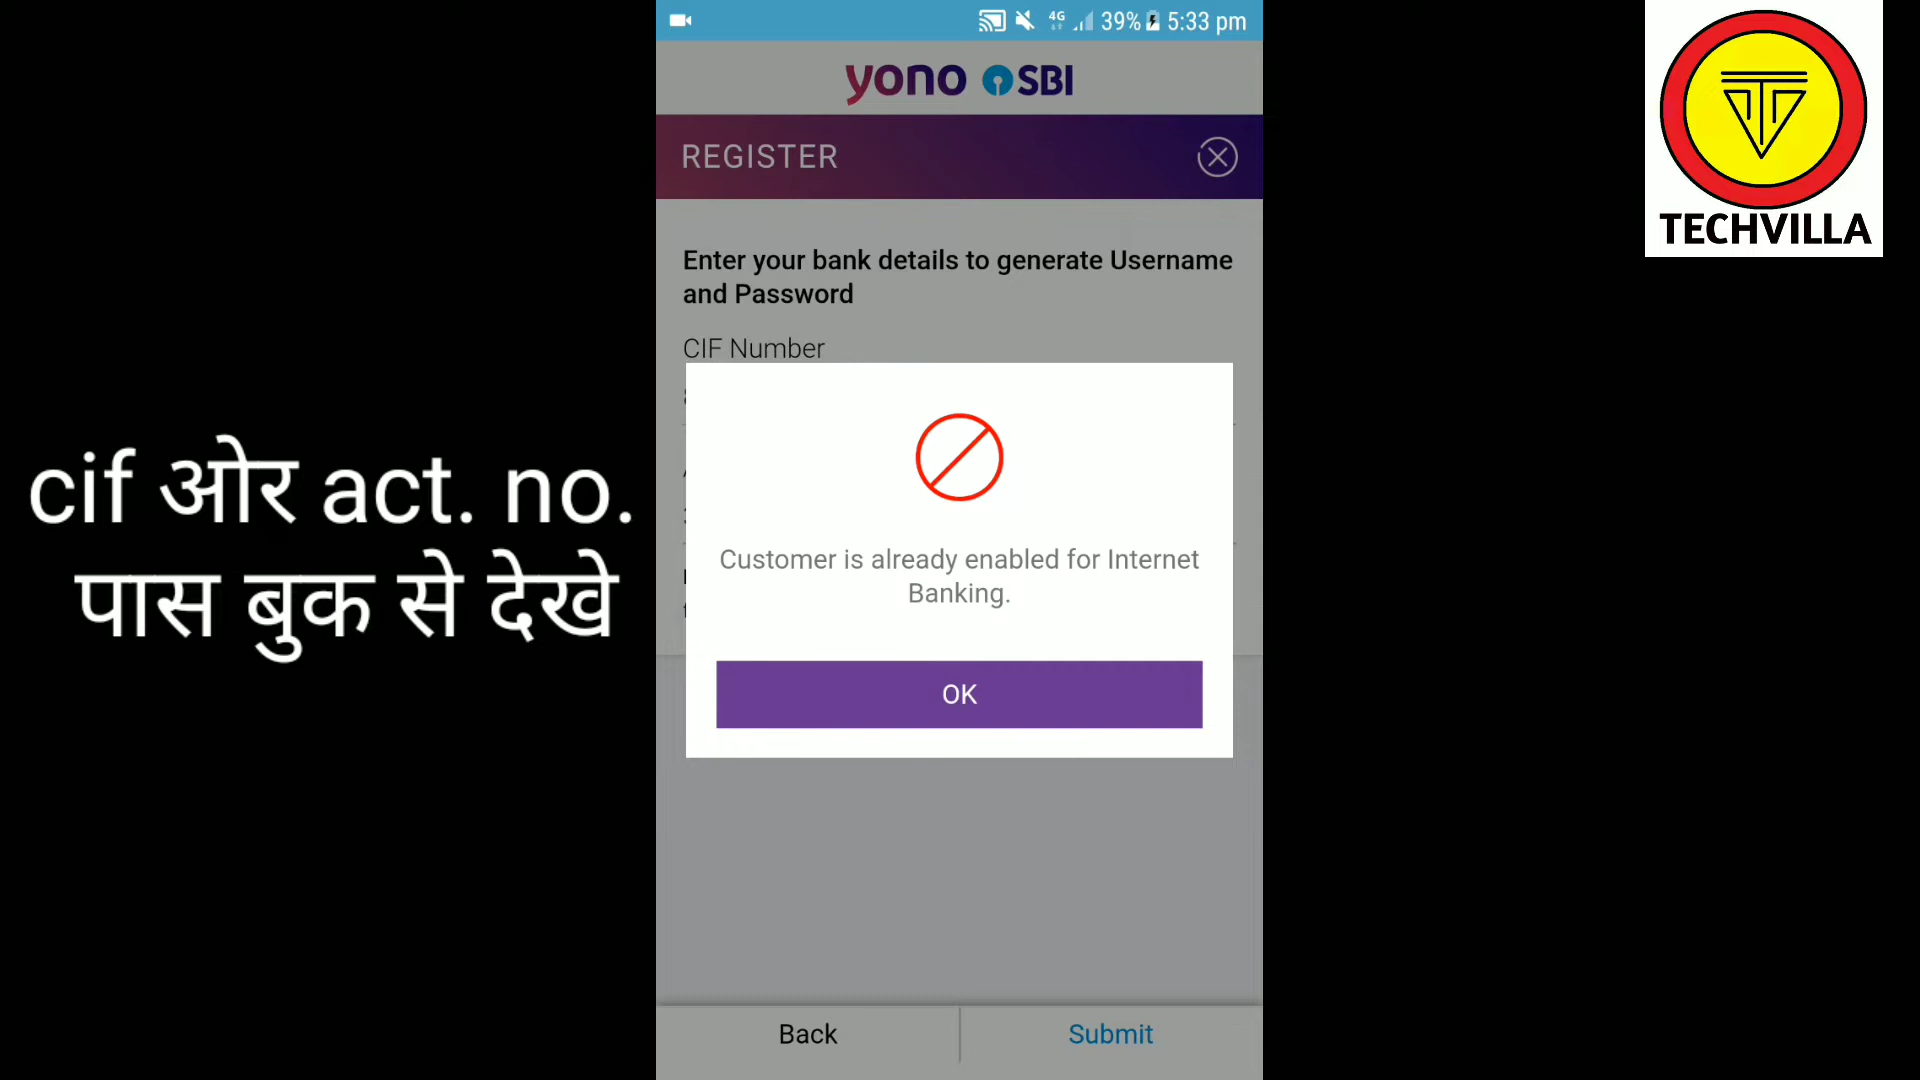 4G 39% 5:33 pm
yono SBI
REGISTER
Enter your bank details to generate Username
and Password
CIF Number
Customer is already enabled for Internet
Banking.
OK
Back Submit
cif ओर act. no.
पास बुक से देखे
TECHVILLA